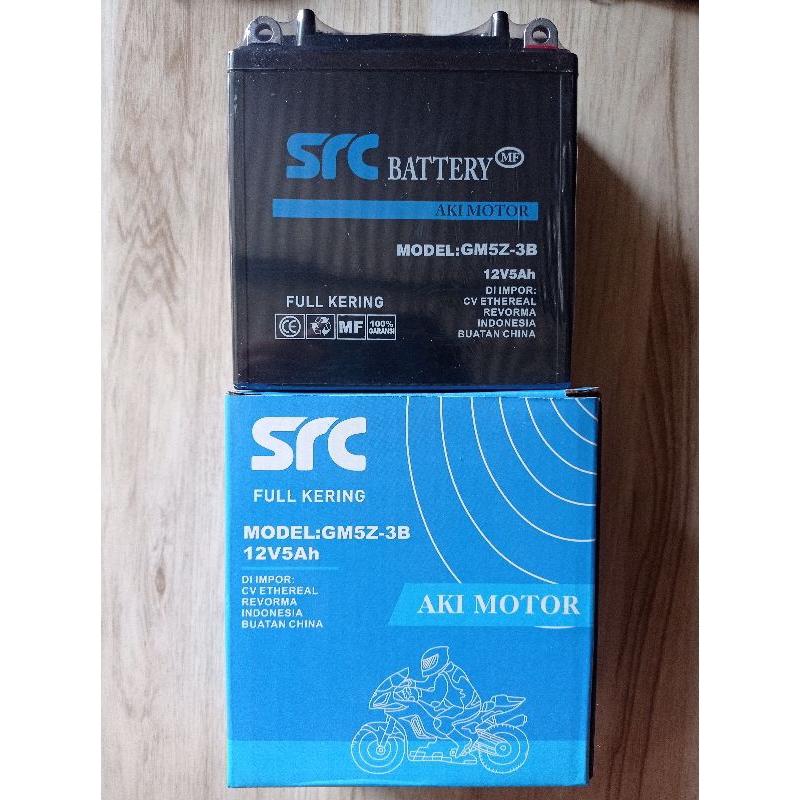 SRC BATTERY MF
AKI MOTOR
MODEL:GM5Z-3B
12V5Ah
DI IMPOR:
CV ETHEREAL
REVORMA
INDONESIA
BUATAN CHINA
FULL KERING
CE MF 100% GARANSI
SRC
FULL KERING
MODEL:GM5Z-3B
12V5Ah
DI IMPOR:
CV ETHEREAL
REVORMA
INDONESIA
BUATAN CHINA
AKI MOTOR